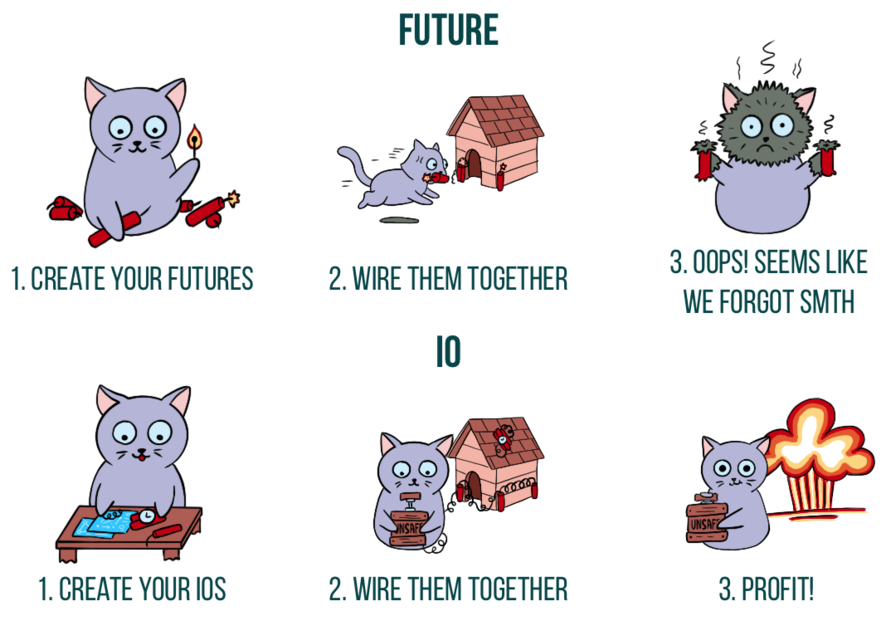 FUTURE
1. CREATE YOUR FUTURES
2. WIRE THEM TOGETHER
3. OOPS! SEEMS LIKE
WE FORGOT SMTH
IO
UNSAFE
UNSAFE
1. CREATE YOUR IOS
2. WIRE THEM TOGETHER
3. PROFIT!